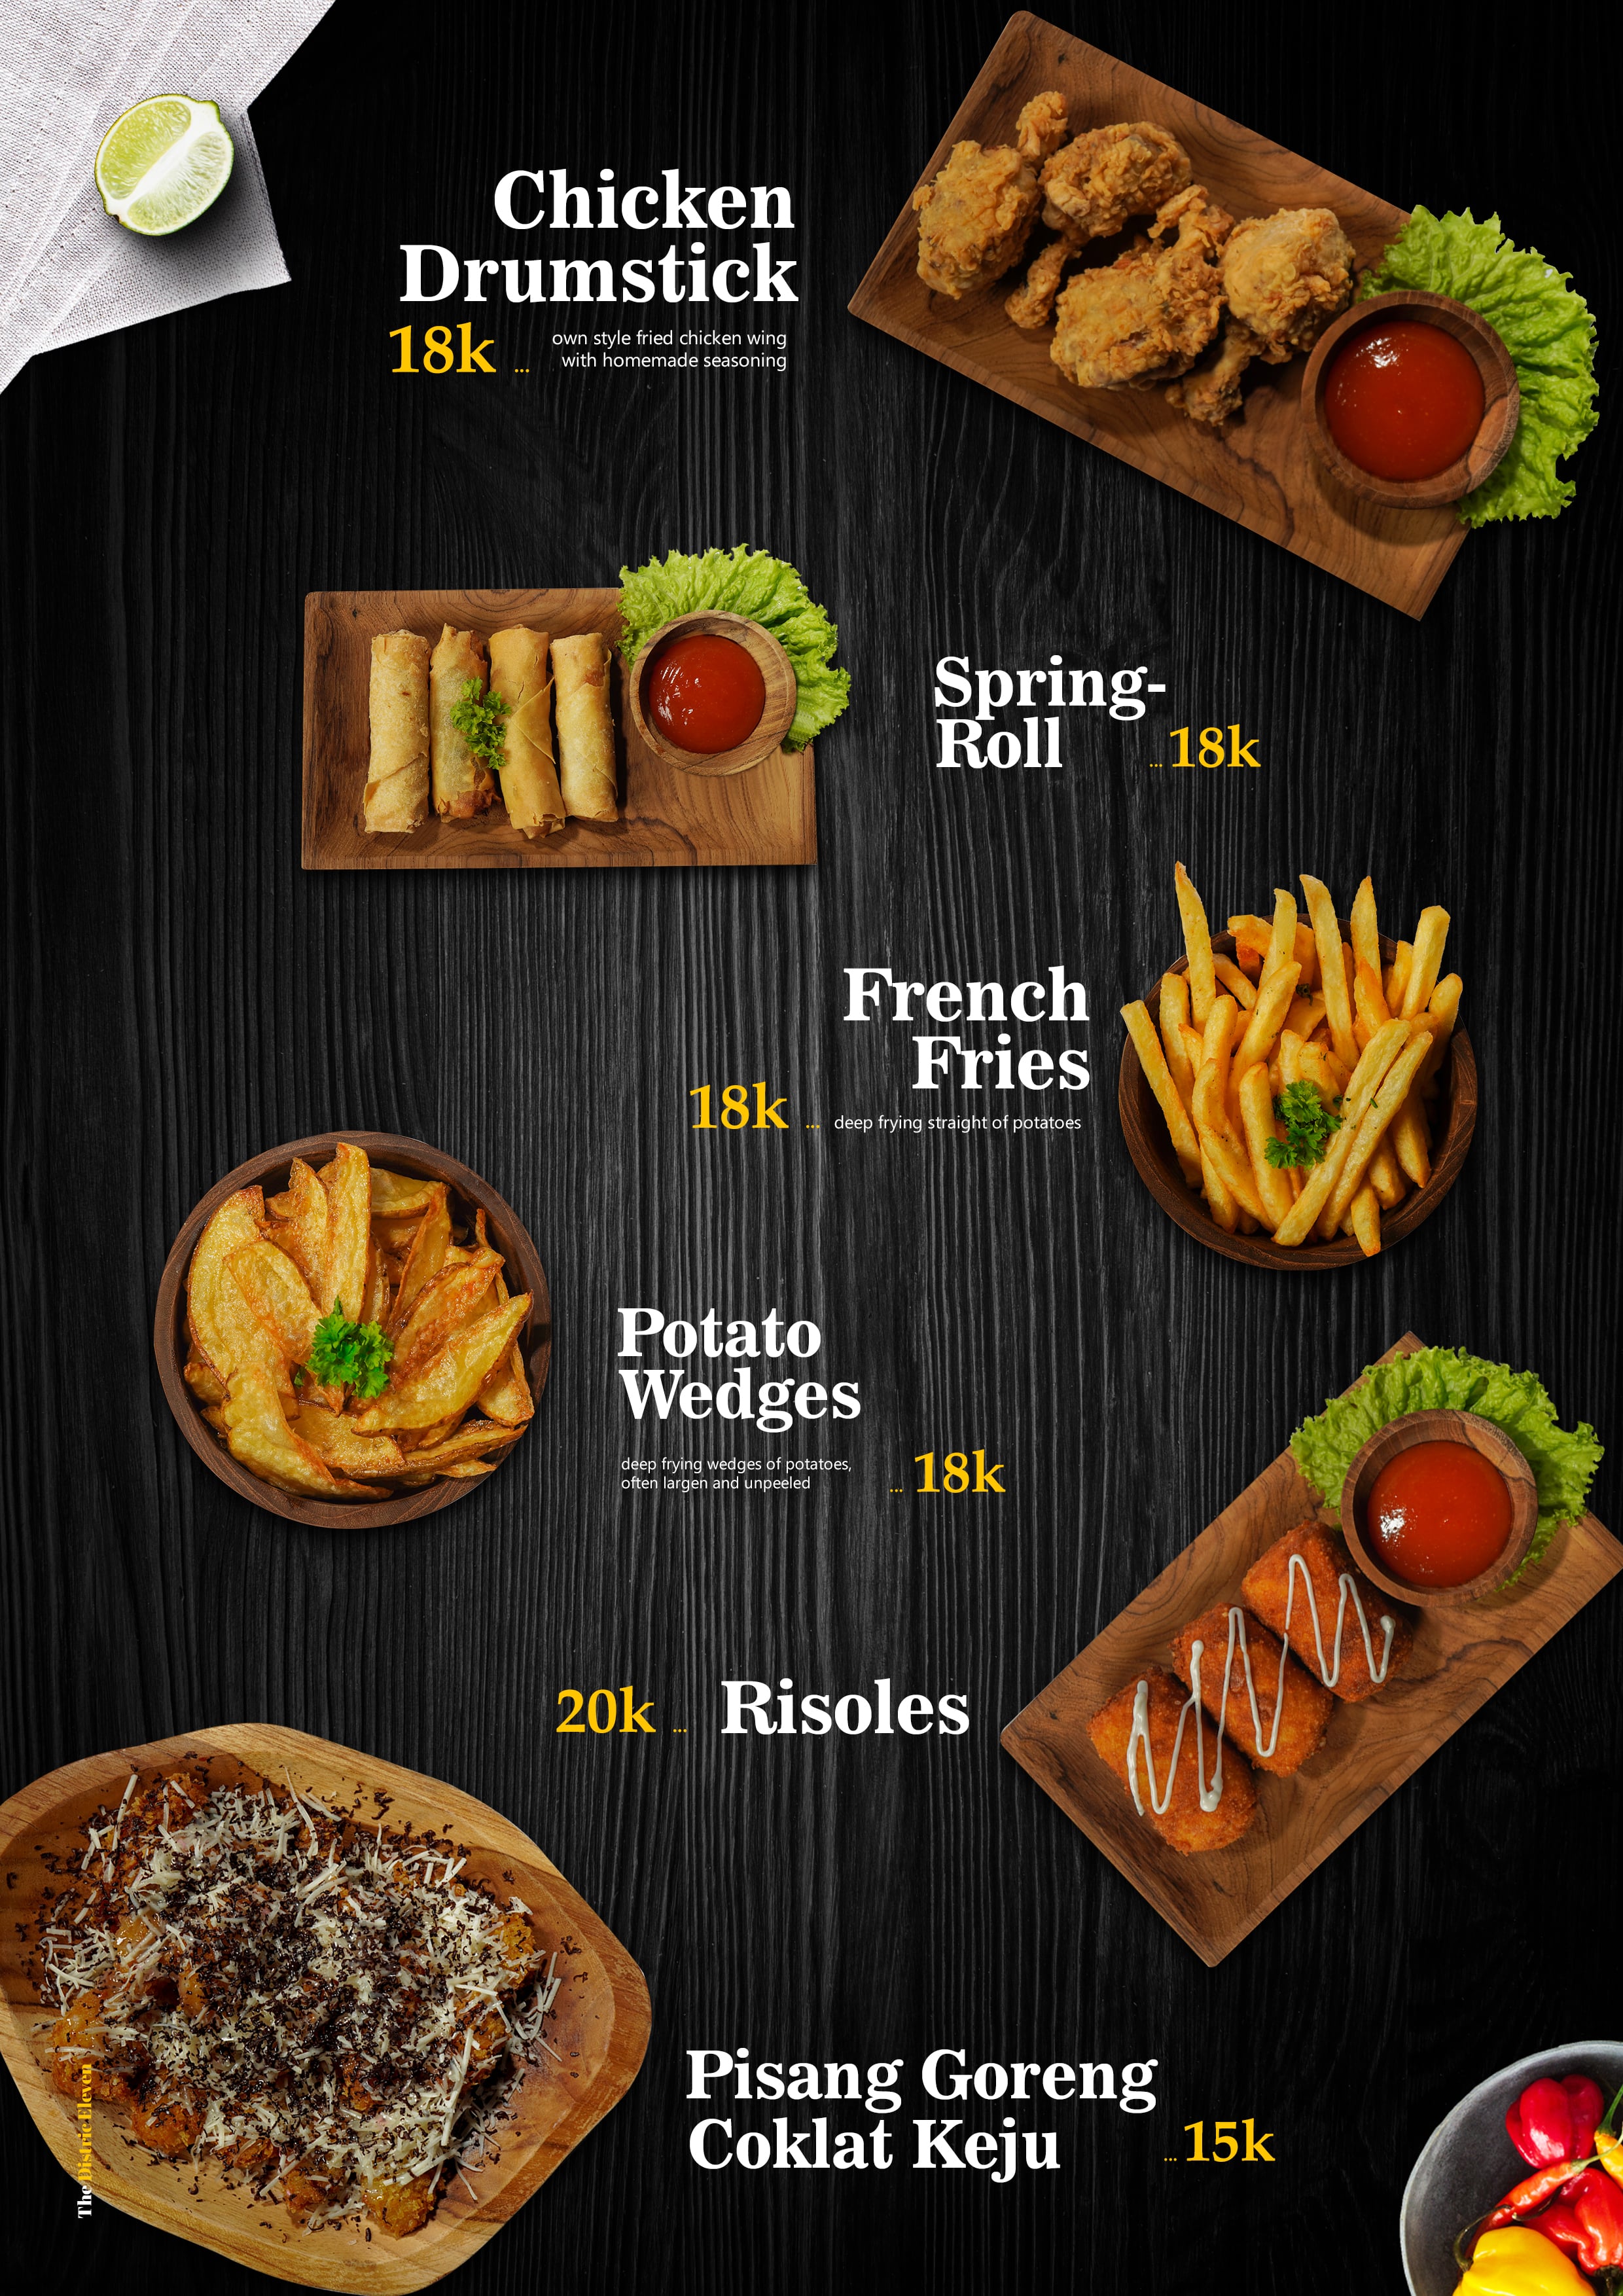 Chicken
Drumstick
18k ... own style fried chicken wing
with homemade seasoning
Spring-
Roll ... 18k
French
Fries
18k ... deep frying straight of potatoes
Potato
Wedges
deep frying wedges of potatoes,
often largen and unpeeled ... 18k
20k ... Risoles
Pisang Goreng
Coklat Keju ... 15k
The District Eleven